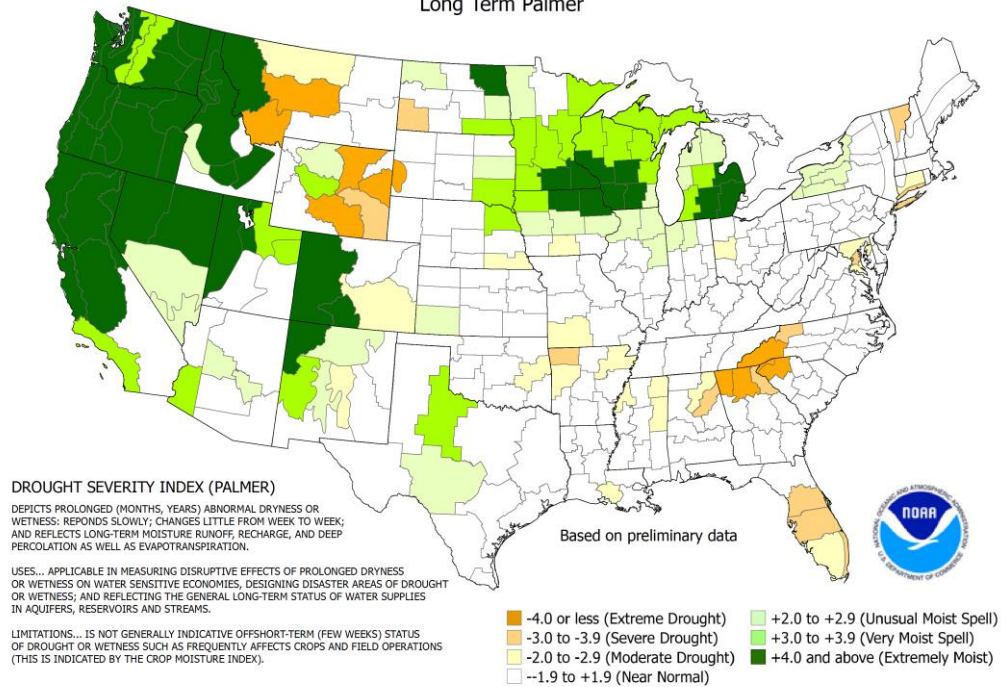 Long Term Palmer
DROUGHT SEVERITY INDEX (PALMER)
DEPICTS PROLONGED (MONTHS, YEARS) ABNORMAL DRYNESS OR
WETNESS: REPONDS SLOWLY; CHANGES LITTLE FROM WEEK TO WEEK;
AND REFLECTS LONG-TERM MOISTURE RUNOFF, RECHARGE, AND DEEP
PERCOLATION AS WELL AS EVAPOTRANSPIRATION.
USES... APPLICABLE IN MEASURING DISRUPTIVE EFFECTS OF PROLONGED DRYNESS
OR WETNESS ON WATER SENSITIVE ECONOMIES, DESIGNING DISASTER AREAS OF DROUGHT
OR WETNESS; AND REFLECTING THE GENERAL LONG-TERM STATUS OF WATER SUPPLIES
IN AQUIFERS, RESERVOIRS AND STREAMS.
LIMITATIONS... IS NOT GENERALLY INDICATIVE OFFSHORT-TERM (FEW WEEKS) STATUS
OF DROUGHT OR WETNESS SUCH AS FREQUENTLY AFFECTS CROPS AND FIELD OPERATIONS
(THIS IS INDICATED BY THE CROP MOISTURE INDEX).
Based on preliminary data
NATIONAL OCEANIC AND ATMOSPHERIC ADMINISTRATION
NOAA
U.S. DEPARTMENT OF COMMERCE
-4.0 or less (Extreme Drought)
-3.0 to -3.9 (Severe Drought)
-2.0 to -2.9 (Moderate Drought)
--1.9 to +1.9 (Near Normal)
+2.0 to +2.9 (Unusual Moist Spell)
+3.0 to +3.9 (Very Moist Spell)
+4.0 and above (Extremely Moist)